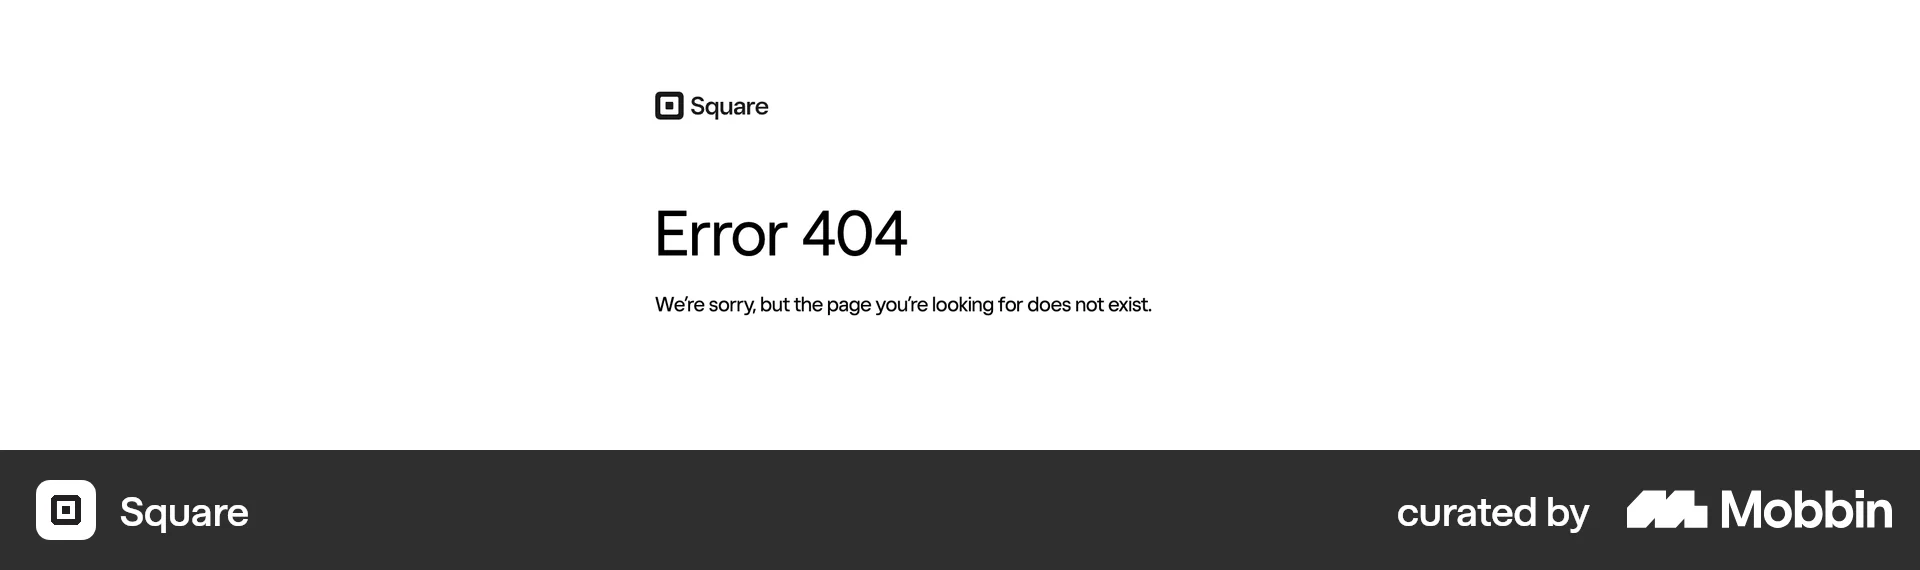 Square
Error 404
We're sorry, but the page you're looking for does not exist.
Square
curated by Mobbin